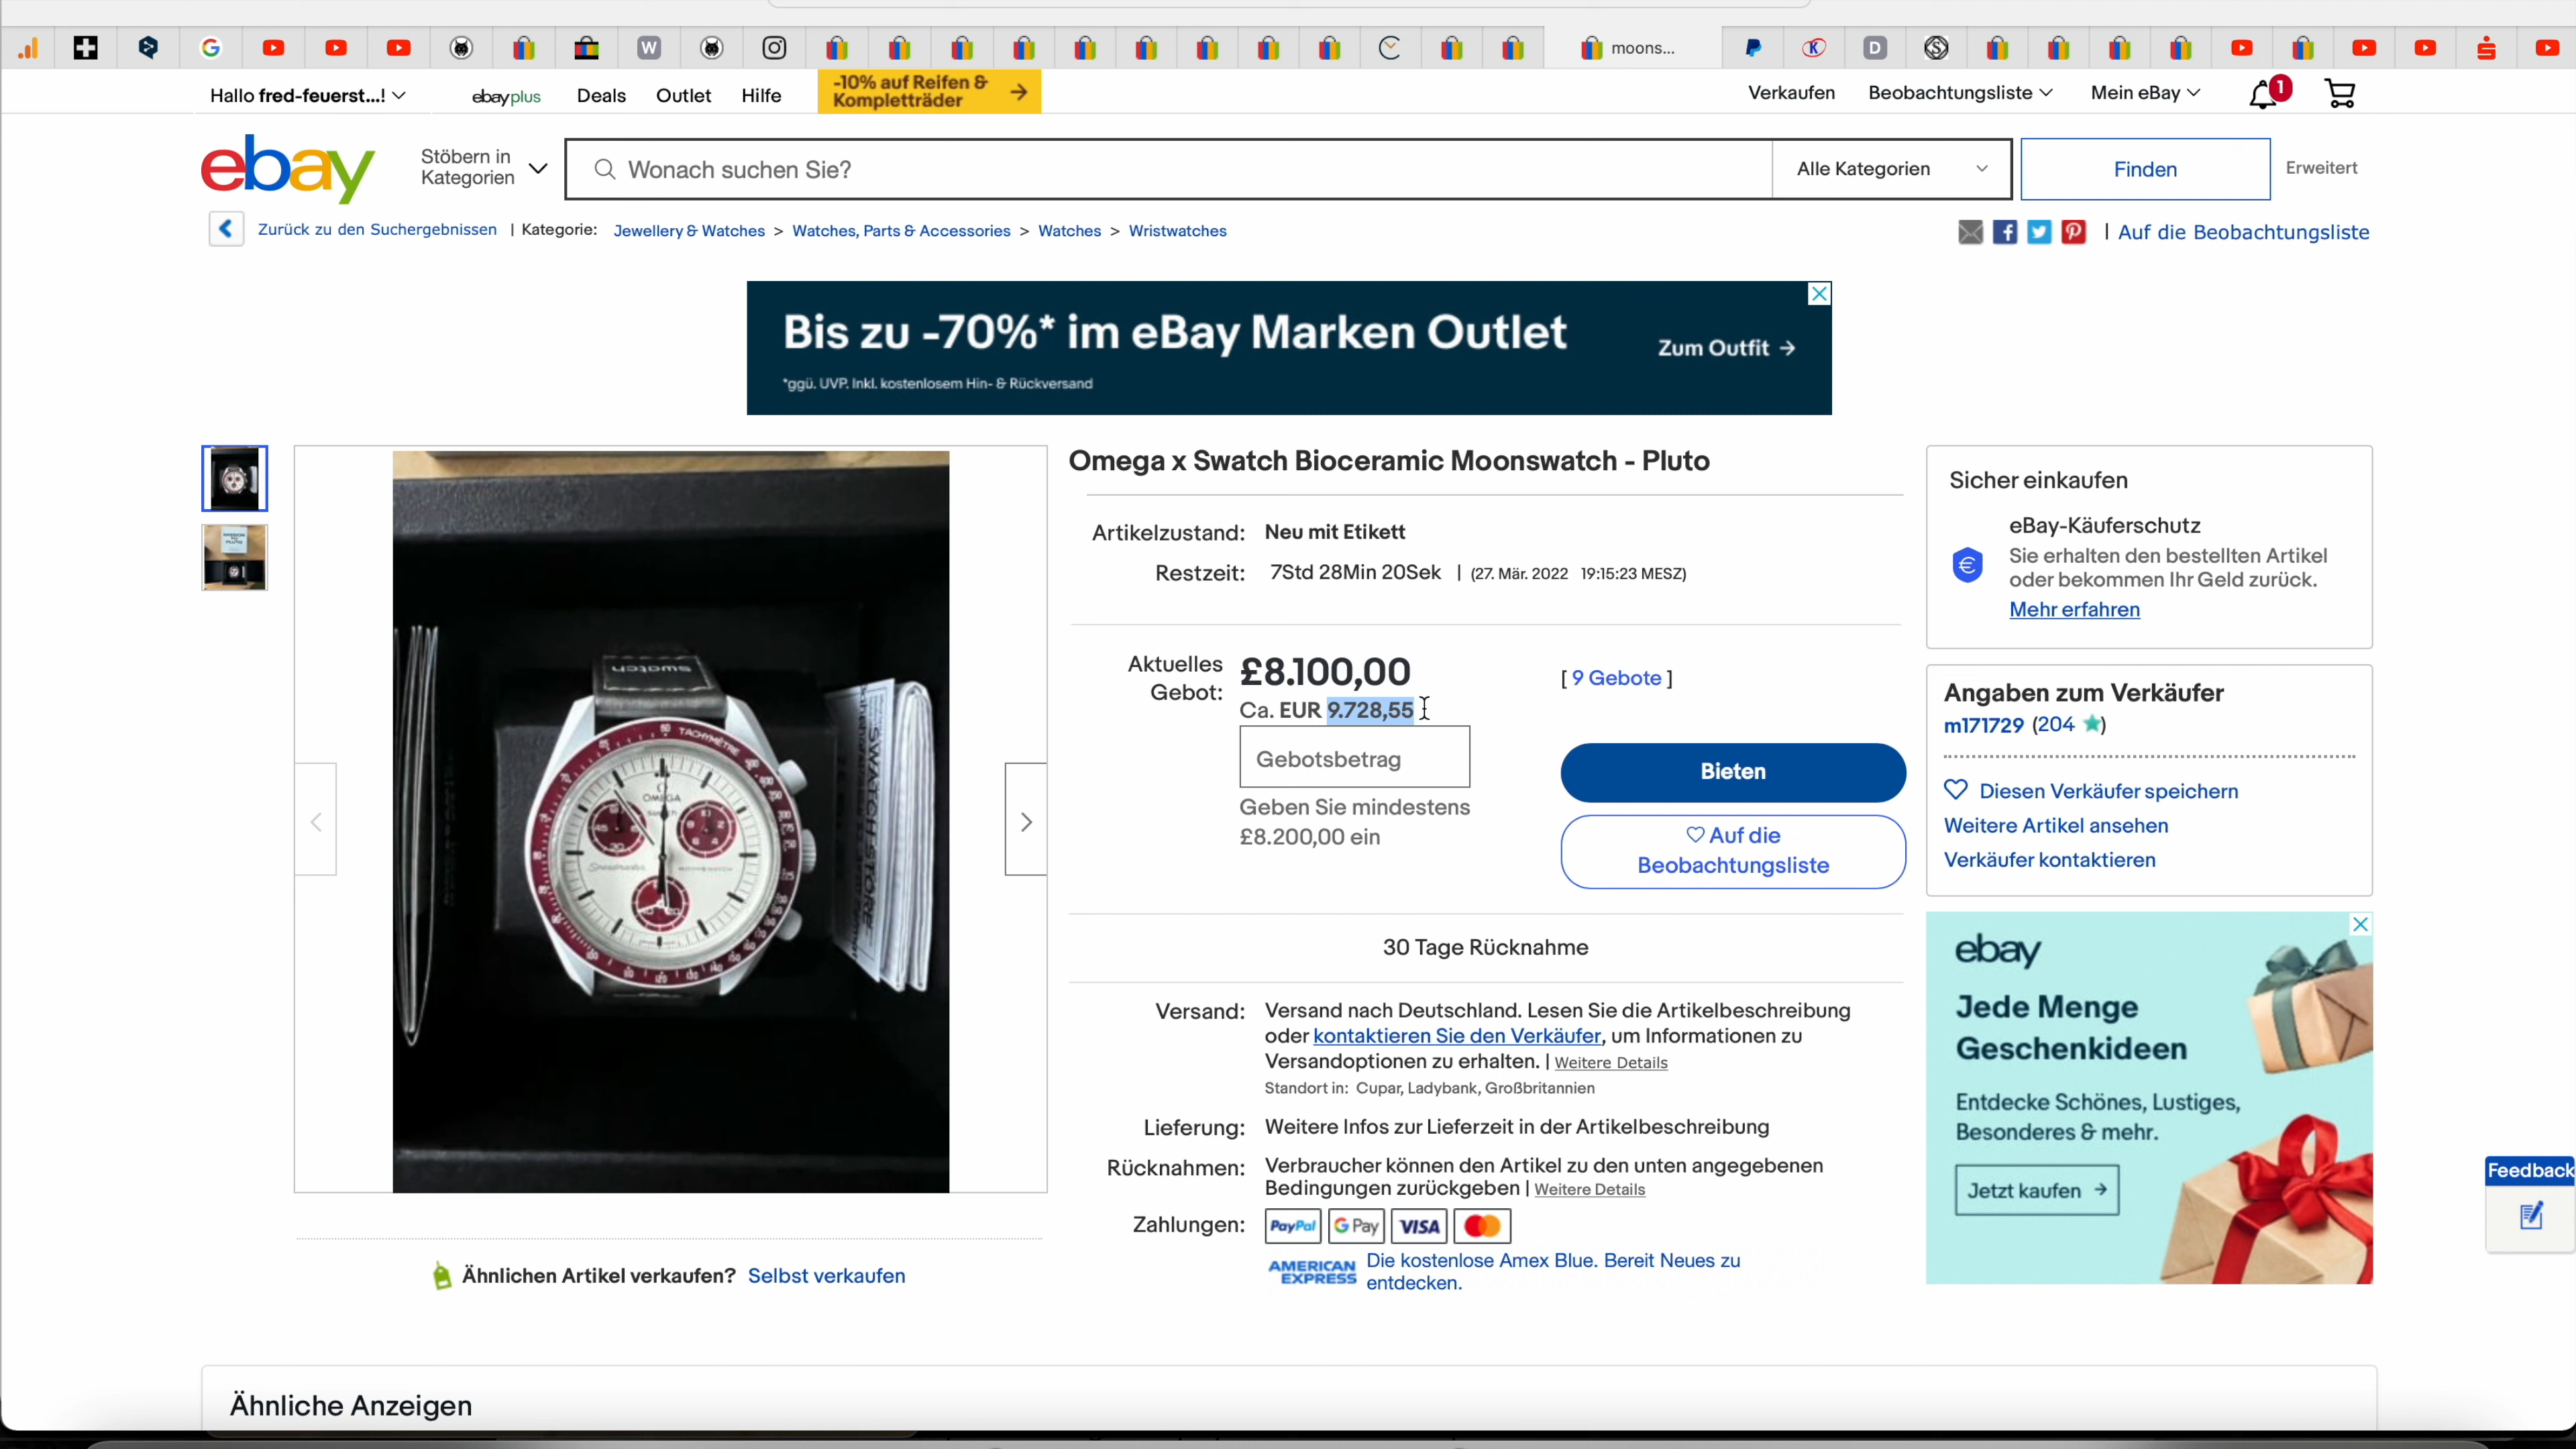 W
moons...
D
Hallo fred-feuerst...!
ebayplus
Deals
Outlet
Hilfe
-10% auf Reifen &
Kompletträder
Verkaufen
Beobachtungsliste
Mein eBay
1
ebay
Stöbern in
Kategorien
Wonach suchen Sie?
Alle Kategorien
Finden
Erweitert
Zurück zu den Suchergebnissen | Kategorie: Jewellery & Watches > Watches, Parts & Accessories > Watches > Wristwatches
| Auf die Beobachtungsliste
Bis zu -70%* im eBay Marken Outlet
Zum Outfit →
*ggü. UVP. Inkl. kostenlosem Hin- & Rückversand
swatch
TACHYMÈTRE
OMEGA
SWATCH STORE
Omega x Swatch Bioceramic Moonswatch - Pluto
Artikelzustand: Neu mit Etikett
Restzeit: 7Std 28Min 20Sek | (27. Mär. 2022 19:15:23 MESZ)
Aktuelles
Gebot:
£8.100,00
[ 9 Gebote ]
Ca. EUR 9.728,55
Gebotsbetrag
Geben Sie mindestens
£8.200,00 ein
Bieten
Auf die
Beobachtungsliste
30 Tage Rücknahme
Versand: Versand nach Deutschland. Lesen Sie die Artikelbeschreibung
oder kontaktieren Sie den Verkäufer, um Informationen zu
Versandoptionen zu erhalten. | Weitere Details
Standort in: Cupar, Ladybank, Großbritannien
Lieferung: Weitere Infos zur Lieferzeit in der Artikelbeschreibung
Rücknahmen: Verbraucher können den Artikel zu den unten angegebenen
Bedingungen zurückgeben | Weitere Details
Zahlungen: PayPal G Pay VISA
AMERICAN
EXPRESS
Die kostenlose Amex Blue. Bereit Neues zu
entdecken.
Sicher einkaufen
eBay-Käuferschutz
Sie erhalten den bestellten Artikel
oder bekommen Ihr Geld zurück.
Mehr erfahren
Angaben zum Verkäufer
m171729 (204 ★)
Diesen Verkäufer speichern
Weitere Artikel ansehen
Verkäufer kontaktieren
ebay
Jede Menge
Geschenkideen
Entdecke Schönes, Lustiges,
Besonderes & mehr.
Jetzt kaufen →
Feedback
Ähnlichen Artikel verkaufen? Selbst verkaufen
Ähnliche Anzeigen